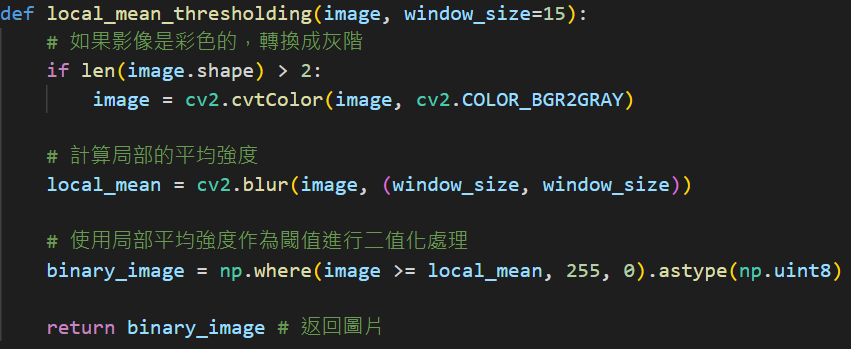 def local_mean_thresholding(image, window_size=15):
    # 如果影像是彩色的，轉換成灰階
    if len(image.shape) > 2:
        image = cv2.cvtColor(image, cv2.COLOR_BGR2GRAY)
    # 計算局部的平均強度
    local_mean = cv2.blur(image, (window_size, window_size))
    # 使用局部平均強度作為閾值進行二值化處理
    binary_image = np.where(image >= local_mean, 255, 0).astype(np.uint8)
    return binary_image # 返回圖片